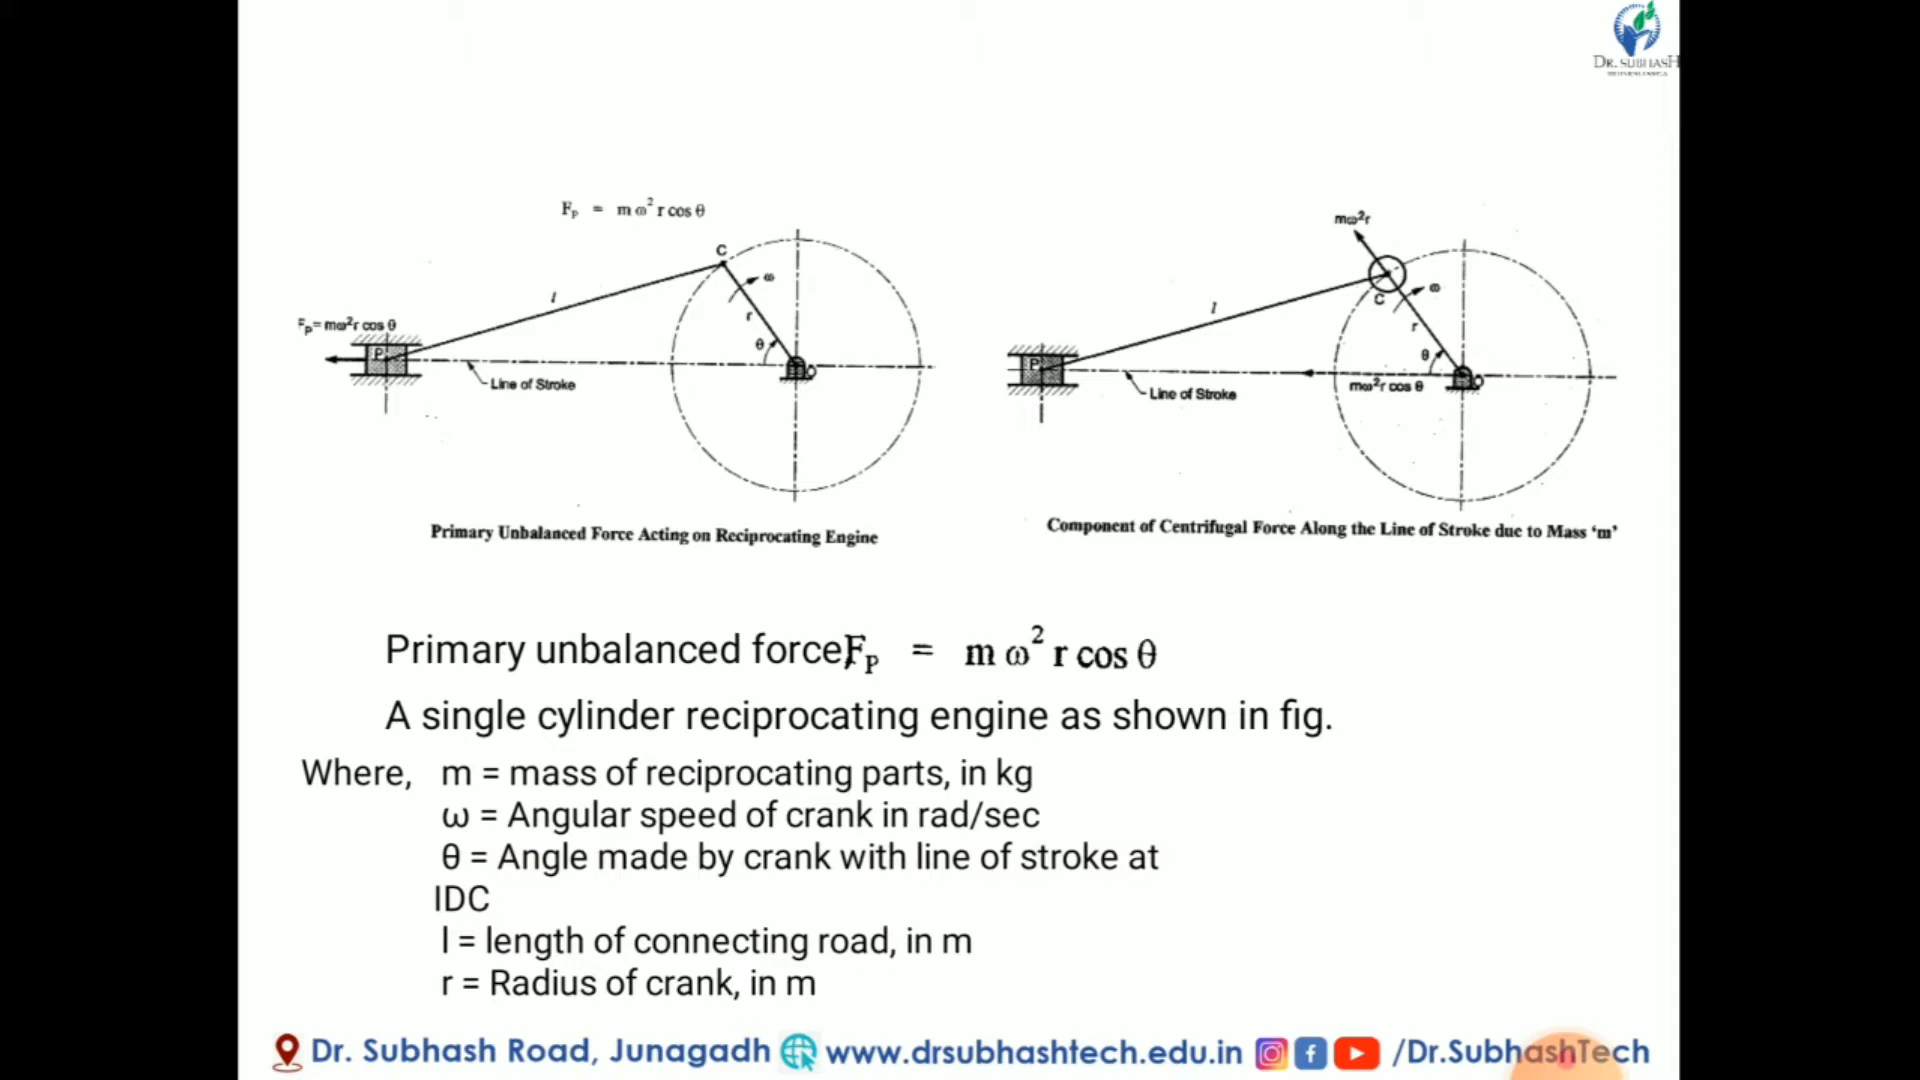 DR. SUBHASH
F_p = m ω² r cos θ
C
ω
l
r
θ
F_p = mω²r cos θ
P
O
Line of Stroke
Primary Unbalanced Force Acting on Reciprocating Engine
mω²r
C
ω
l
r
θ
P
O
mω²r cos θ
Line of Stroke
Component of Centrifugal Force Along the Line of Stroke due to Mass ‘m’
Primary unbalanced force, F_p = m ω² r cos θ
A single cylinder reciprocating engine as shown in fig.
Where, m = mass of reciprocating parts, in kg
ω = Angular speed of crank in rad/sec
θ = Angle made by crank with line of stroke at
IDC
l = length of connecting road, in m
r = Radius of crank, in m
Dr. Subhash Road, Junagadh www.drsubhashtech.edu.in /Dr.SubhashTech